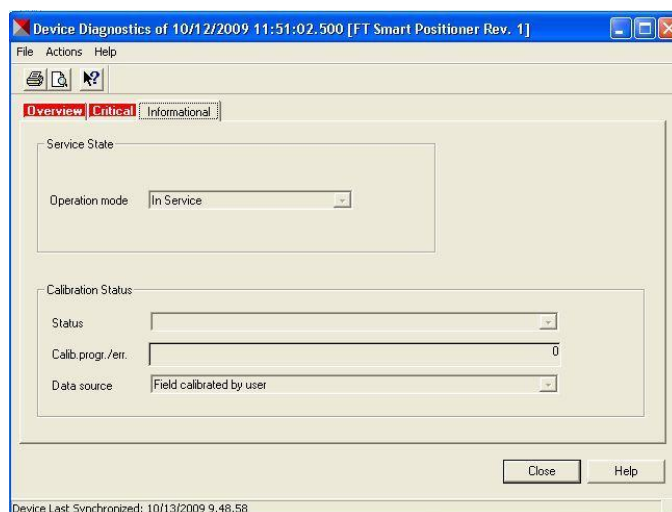 Device Diagnostics of 10/12/2009 11:51:02.500 [FT Smart Positioner Rev. 1]
File Actions Help
Overview Critical Informational
Service State
Operation mode In Service
Calibration Status
Status
Calib.progr./err. 0
Data source Field calibrated by user
Close Help
Device Last Synchronized: 10/13/2009 9.48.58